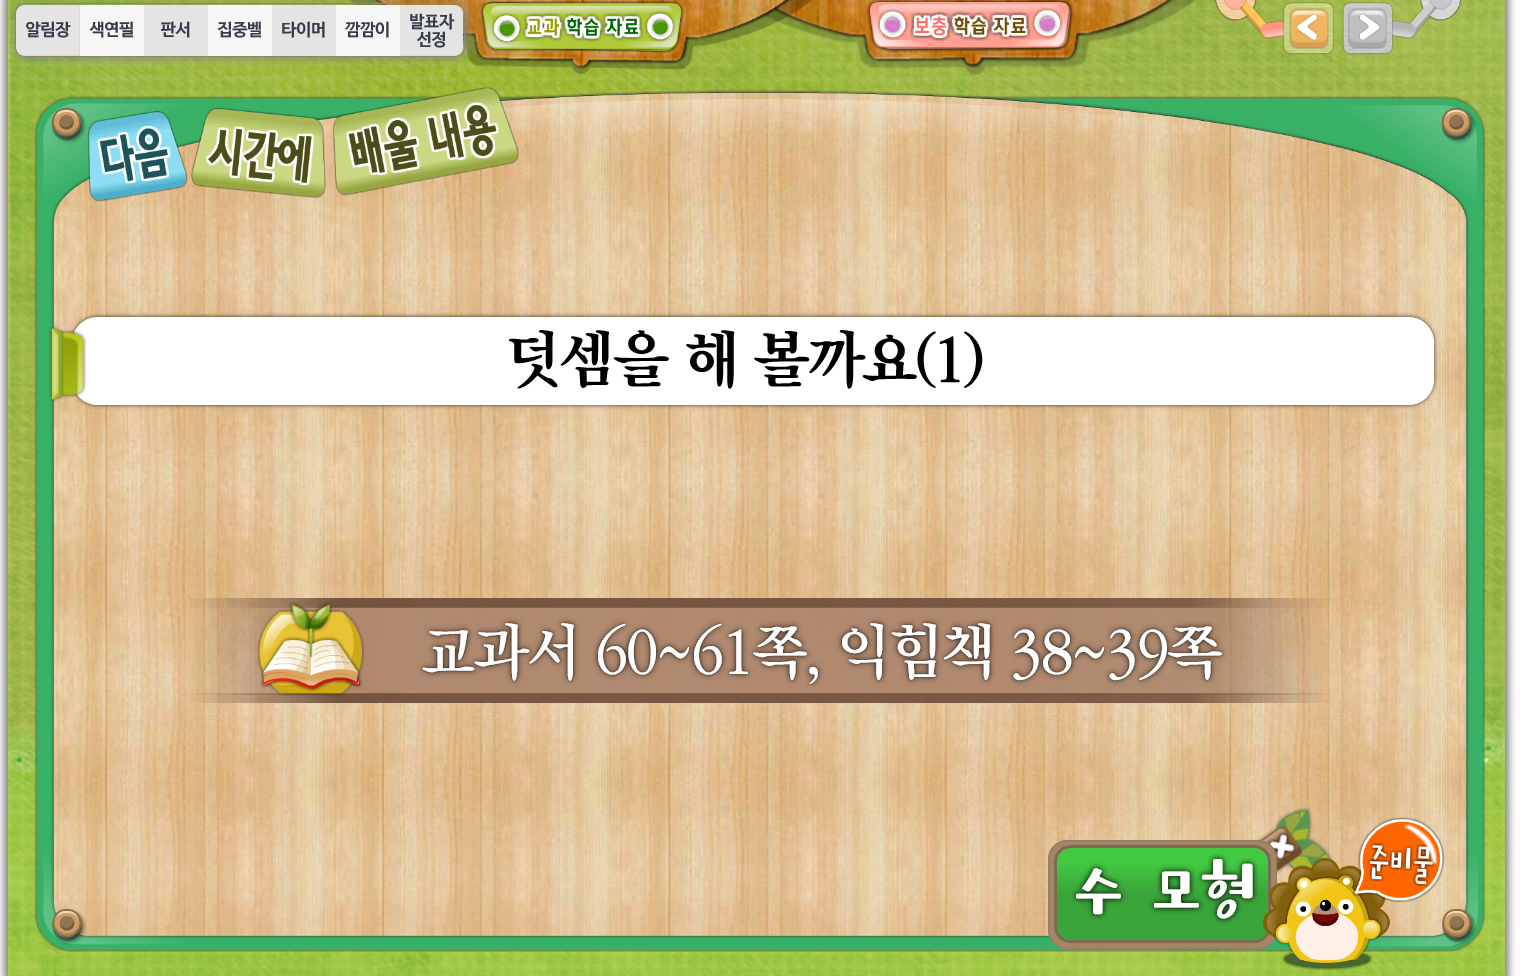 알림장 색연필 판서 집중벨 타이머 깜깜이 발표자 선정
교과 학습 자료
보충 학습 자료
다음 시간에 배울 내용
덧셈을 해 볼까요(1)
교과서 60~61쪽, 익힘책 38~39쪽
수 모형
준비물